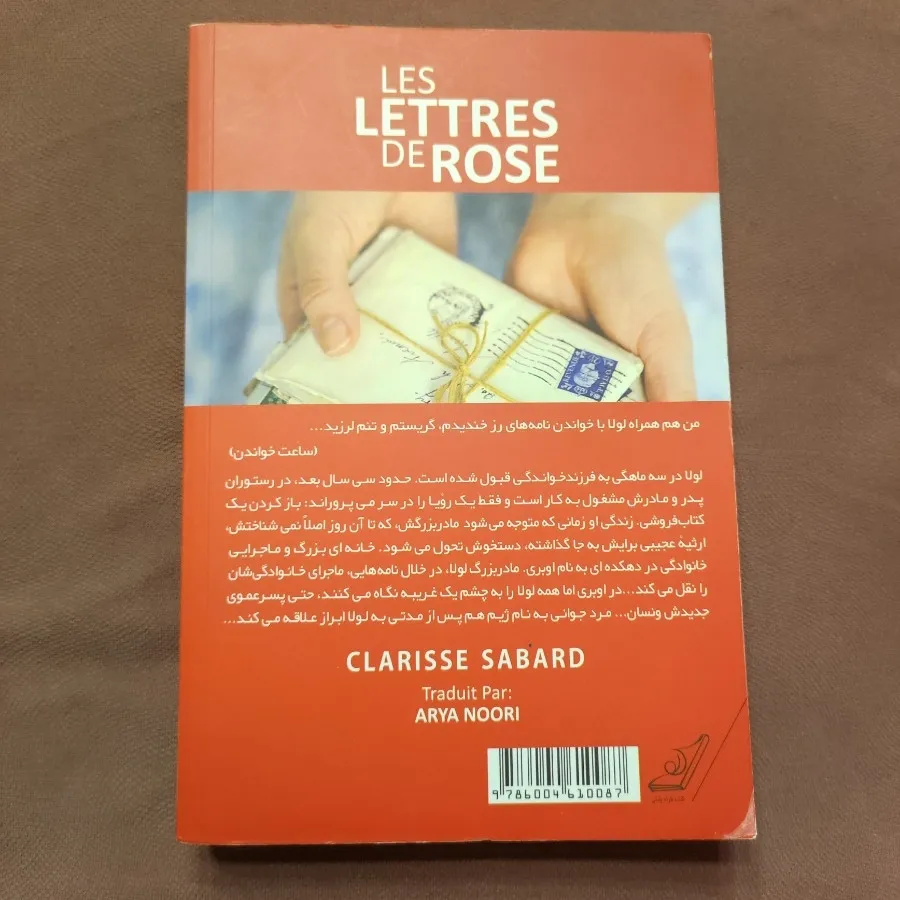 LES
LETTRES
DE ROSE
من هم همراه لولا با خواندن نامه‌های رز خندیدم، گریستم و تنم لرزید...
(ساعت خواندن)
لولا در سه ماهگی به فرزندخواندگی قبول شده است. حدود سی سال بعد، در رستوران
پدر و مادرش مشغول به کار است و فقط یک رؤیا را در سر می پروراند: باز کردن یک
کتاب‌فروشی. زندگی او زمانی که متوجه می‌شود مادربزرگش، که تا آن روز اصلاً نمی شناختش،
ارثیهٔ عجیبی برایش به جا گذاشته، دستخوش تحول می شود. خانه ای بزرگ و ماجرایی
خانوادگی در دهکده ای به نام اوبری. مادربزرگ لولا، در خلال نامه‌هایی، ماجرای خانوادگی‌شان
را نقل می کند...در اوبری اما همه لولا را به چشم یک غریبه نگاه می کنند، حتی پسرعموی
جدیدش ونسان... مرد جوانی به نام ژیم هم پس از مدتی به لولا ابراز علاقه می کند...
CLARISSE SABARD
Traduit Par:
ARYA NOORI
9 786004 610087